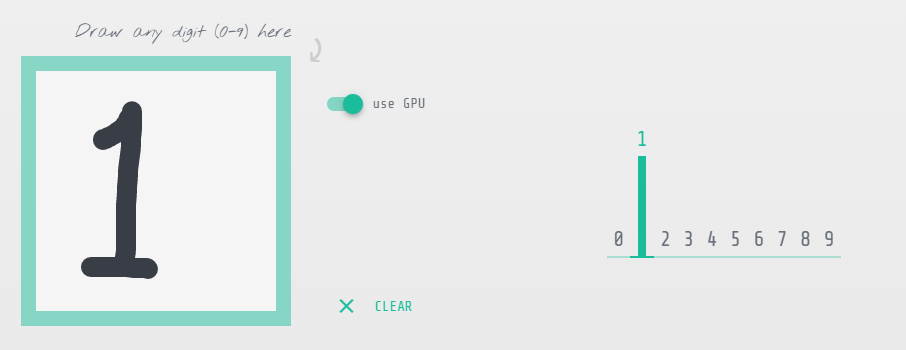 Draw any digit (0-9) here
1
use GPU
1
0 2 3 4 5 6 7 8 9
CLEAR